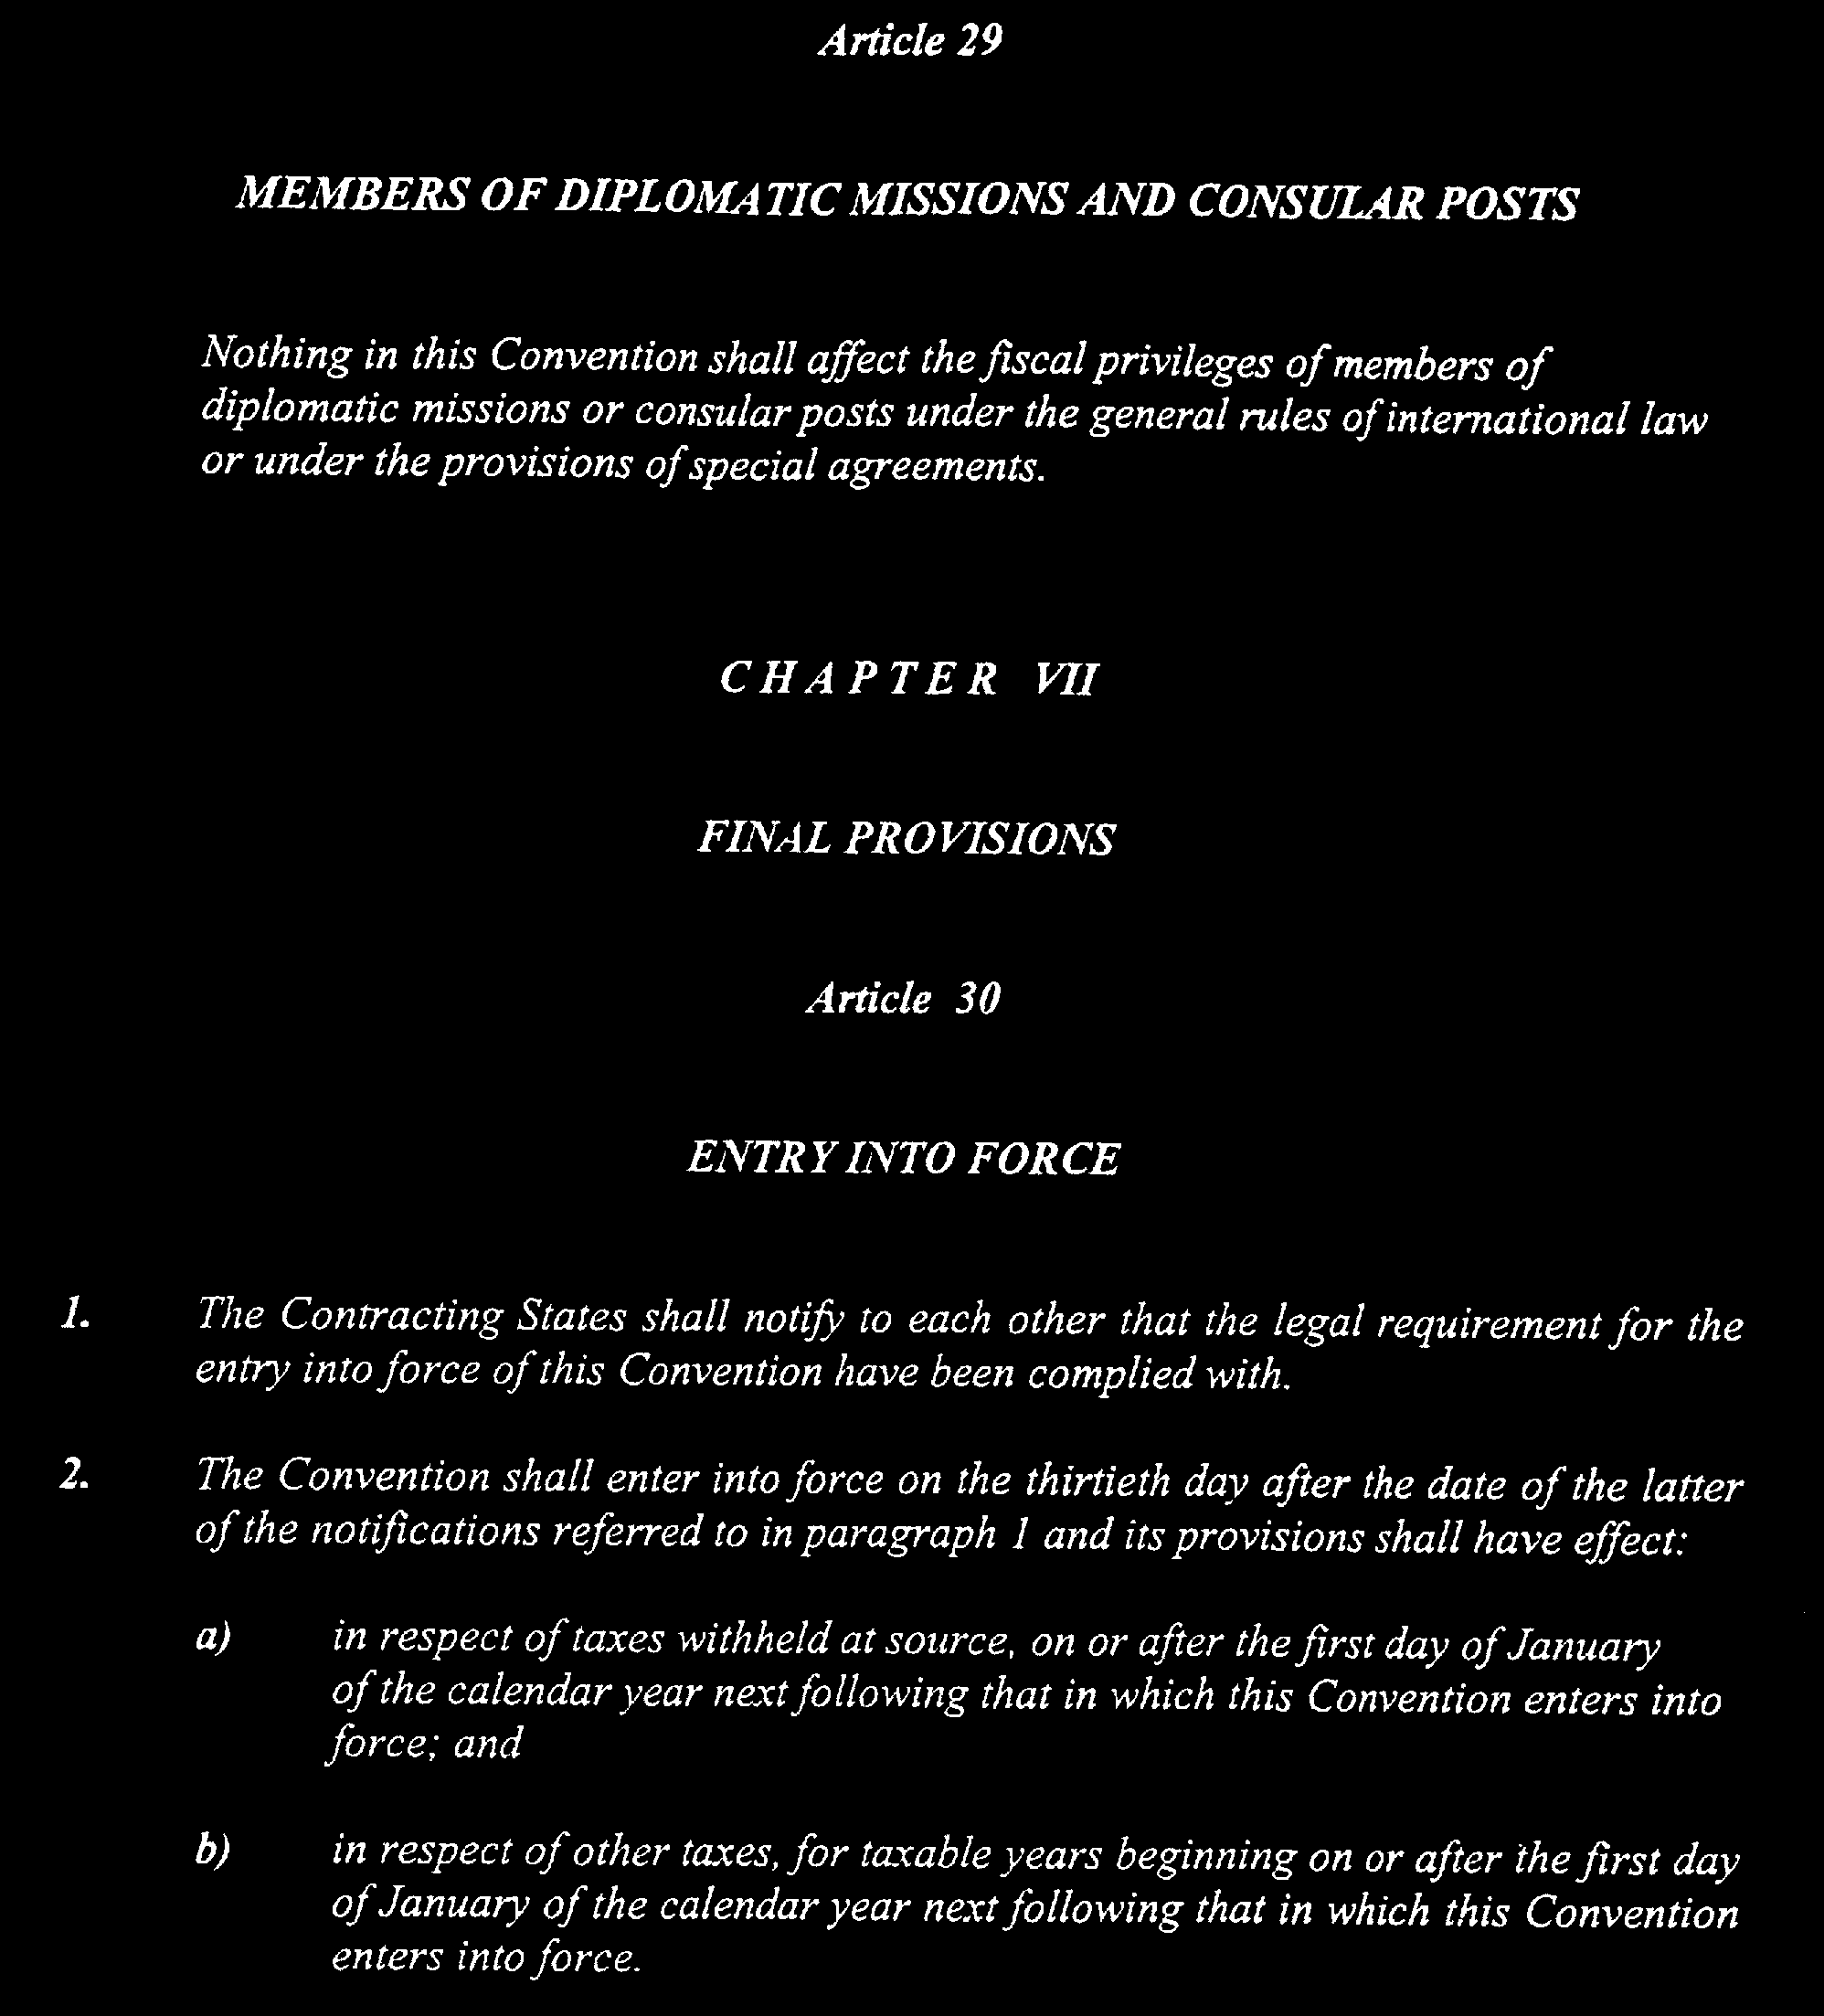 Article 29
MEMBERS OF DIPLOMATIC MISSIONS AND CONSULAR POSTS
Nothing in this Convention shall affect the fiscal privileges of members of
diplomatic missions or consular posts under the general rules of international law
or under the provisions of special agreements.
CHAPTER VII
FINAL PROVISIONS
Article 30
ENTRY INTO FORCE
1. The Contracting States shall notify to each other that the legal requirement for the
entry into force of this Convention have been complied with.
2. The Convention shall enter into force on the thirtieth day after the date of the latter
of the notifications referred to in paragraph 1 and its provisions shall have effect:
a) in respect of taxes withheld at source, on or after the first day of January
of the calendar year next following that in which this Convention enters into
force; and
b) in respect of other taxes, for taxable years beginning on or after the first day
of January of the calendar year next following that in which this Convention
enters into force.